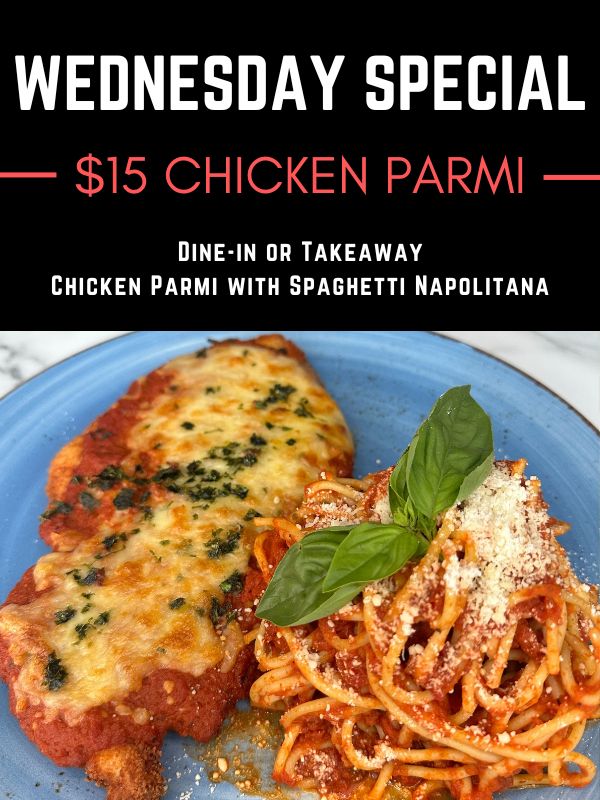 WEDNESDAY SPECIAL
$15 CHICKEN PARMI
DINE-IN OR TAKEAWAY
CHICKEN PARMI WITH SPAGHETTI NAPOLITANA